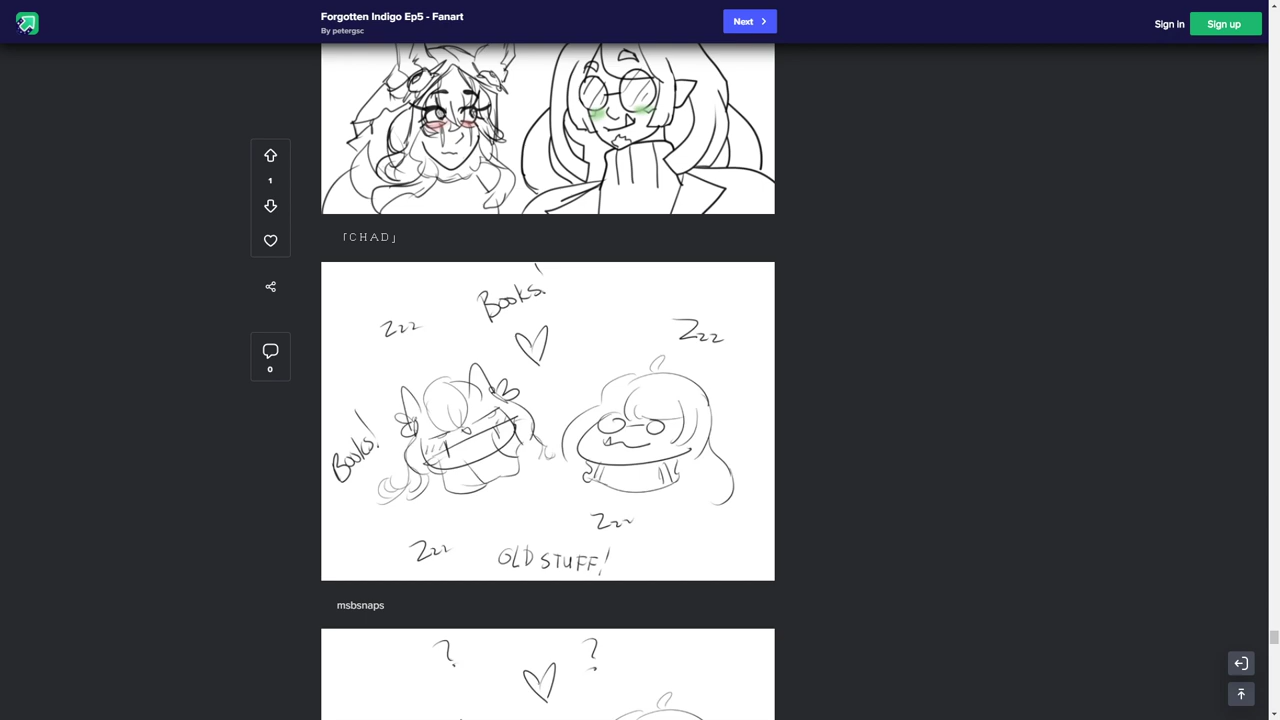 Forgotten Indigo Ep5 - Fanart
By petergsc
Next
Sign in
Sign up
1
「CHAD」
Books!
Zzz
Zzz
Books!
Zzz
Zzz
OLD STUFF!
0
msbsnaps
?
?